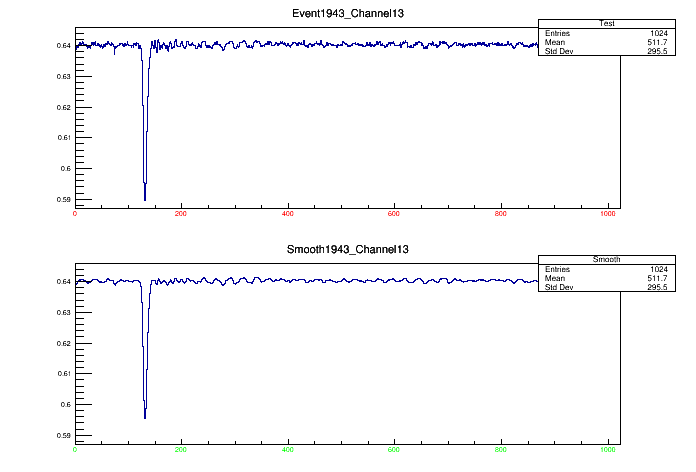 Event1943_Channel13
Test
Entries 1024
Mean 511.7
Std Dev 295.5
0.64
0.63
0.62
0.61
0.6
0.59
0 200 400 600 800 1000
Smooth1943_Channel13
Smooth
Entries 1024
Mean 511.7
Std Dev 295.5
0.64
0.63
0.62
0.61
0.6
0.59
0 200 400 600 800 1000